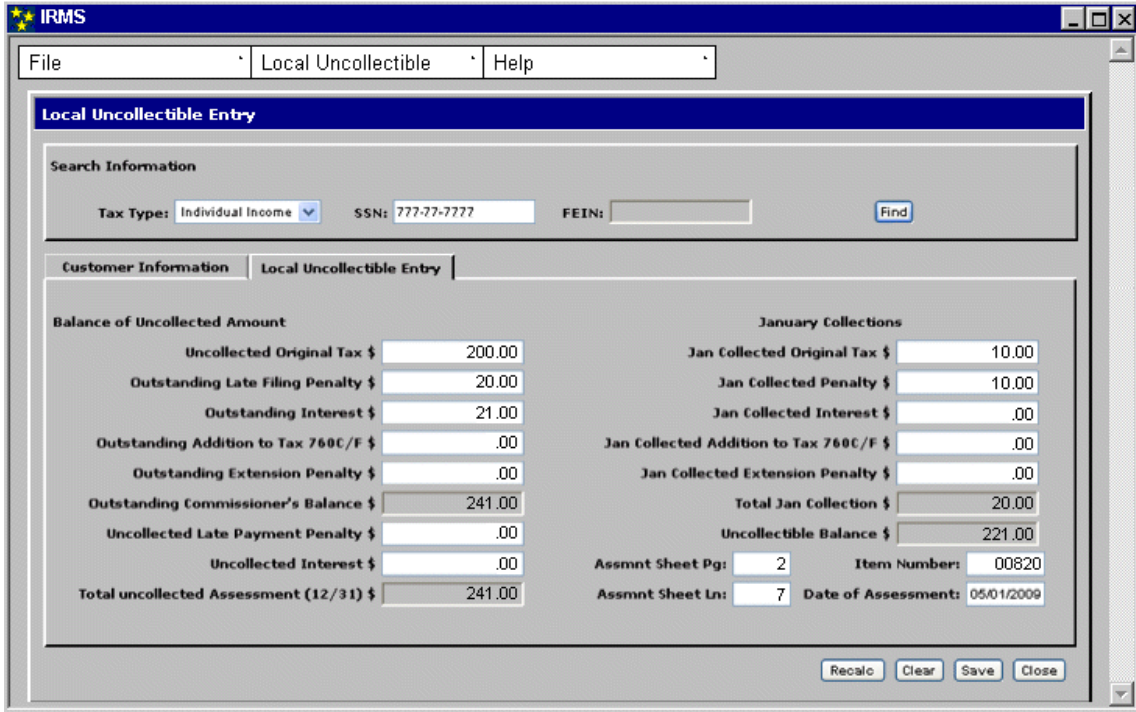 IRMS
File Local Uncollectible Help
Local Uncollectible Entry
Search Information
Tax Type: Individual Income SSN: 777-77-7777 FEIN: Find
Customer Information Local Uncollectible Entry
Balance of Uncollected Amount January Collections
Uncollected Original Tax $ 200.00 Jan Collected Original Tax $ 10.00
Outstanding Late Filing Penalty $ 20.00 Jan Collected Penalty $ 10.00
Outstanding Interest $ 21.00 Jan Collected Interest $ .00
Outstanding Addition to Tax 760C/F $ .00 Jan Collected Addition to Tax 760C/F $ .00
Outstanding Extension Penalty $ .00 Jan Collected Extension Penalty $ .00
Outstanding Commissioner's Balance $ 241.00 Total Jan Collection $ 20.00
Uncollected Late Payment Penalty $ .00 Uncollectible Balance $ 221.00
Uncollected Interest $ .00 Assmnt Sheet Pg: 2 Item Number: 00820
Total uncollected Assessment (12/31) $ 241.00 Assmnt Sheet Ln: 7 Date of Assessment: 05/01/2009
Recalc Clear Save Close